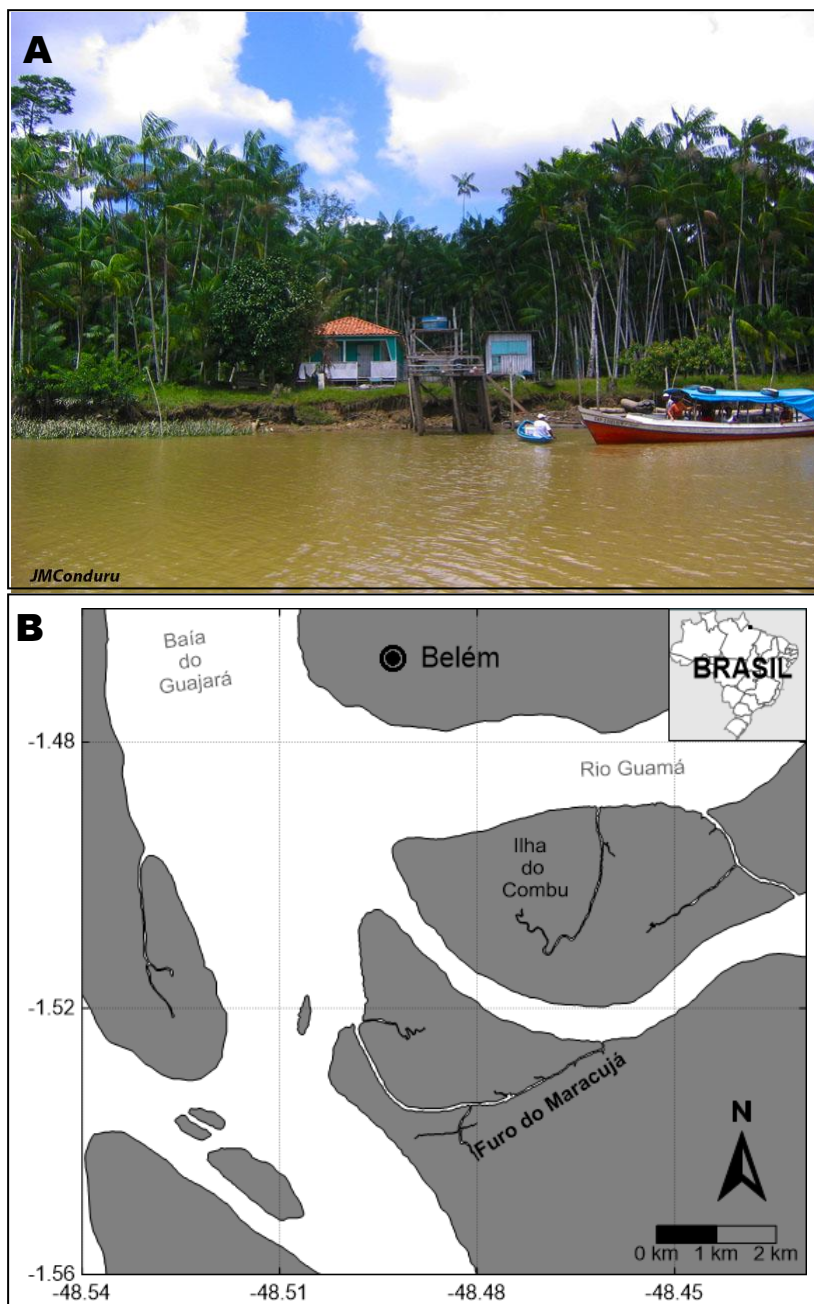 A
JMConduru
B
Baía
do
Guajará
Belém
BRASIL
-1.48
Rio Guamá
Ilha
do
Combu
-1.52
Furo do Maracujá
N
0 km 1 km 2 km
-1.56
-48.54 -48.51 -48.48 -48.45